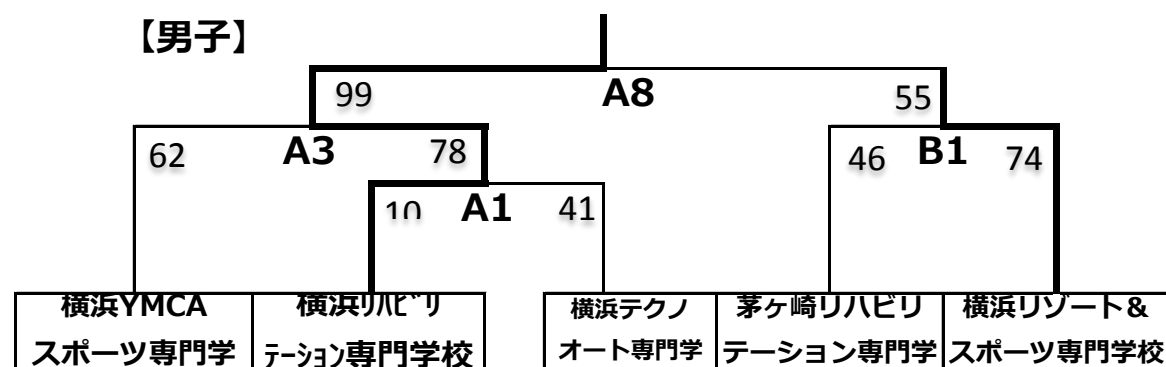 【男子】
99 A8 55
62 A3 78 46 B1 74
A1 41
横浜YMCA
スポーツ専門学
横浜ﾘﾊﾋﾞﾘ
ﾃｰｼｮﾝ専門学校
横浜テクノ
オート専門学
茅ヶ崎リハビリ
テーション専門学
横浜リゾート&
スポーツ専門学校